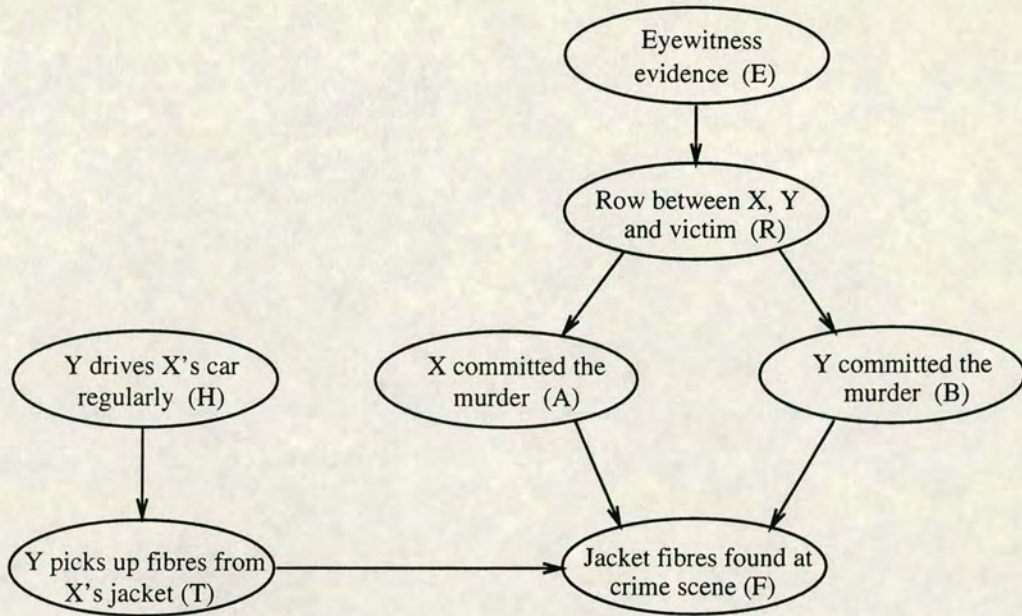 Eyewitness
evidence (E)
Row between X, Y
and victim (R)
Y drives X's car
regularly (H)
X committed the
murder (A)
Y committed the
murder (B)
Y picks up fibres from
X's jacket (T)
Jacket fibres found at
crime scene (F)